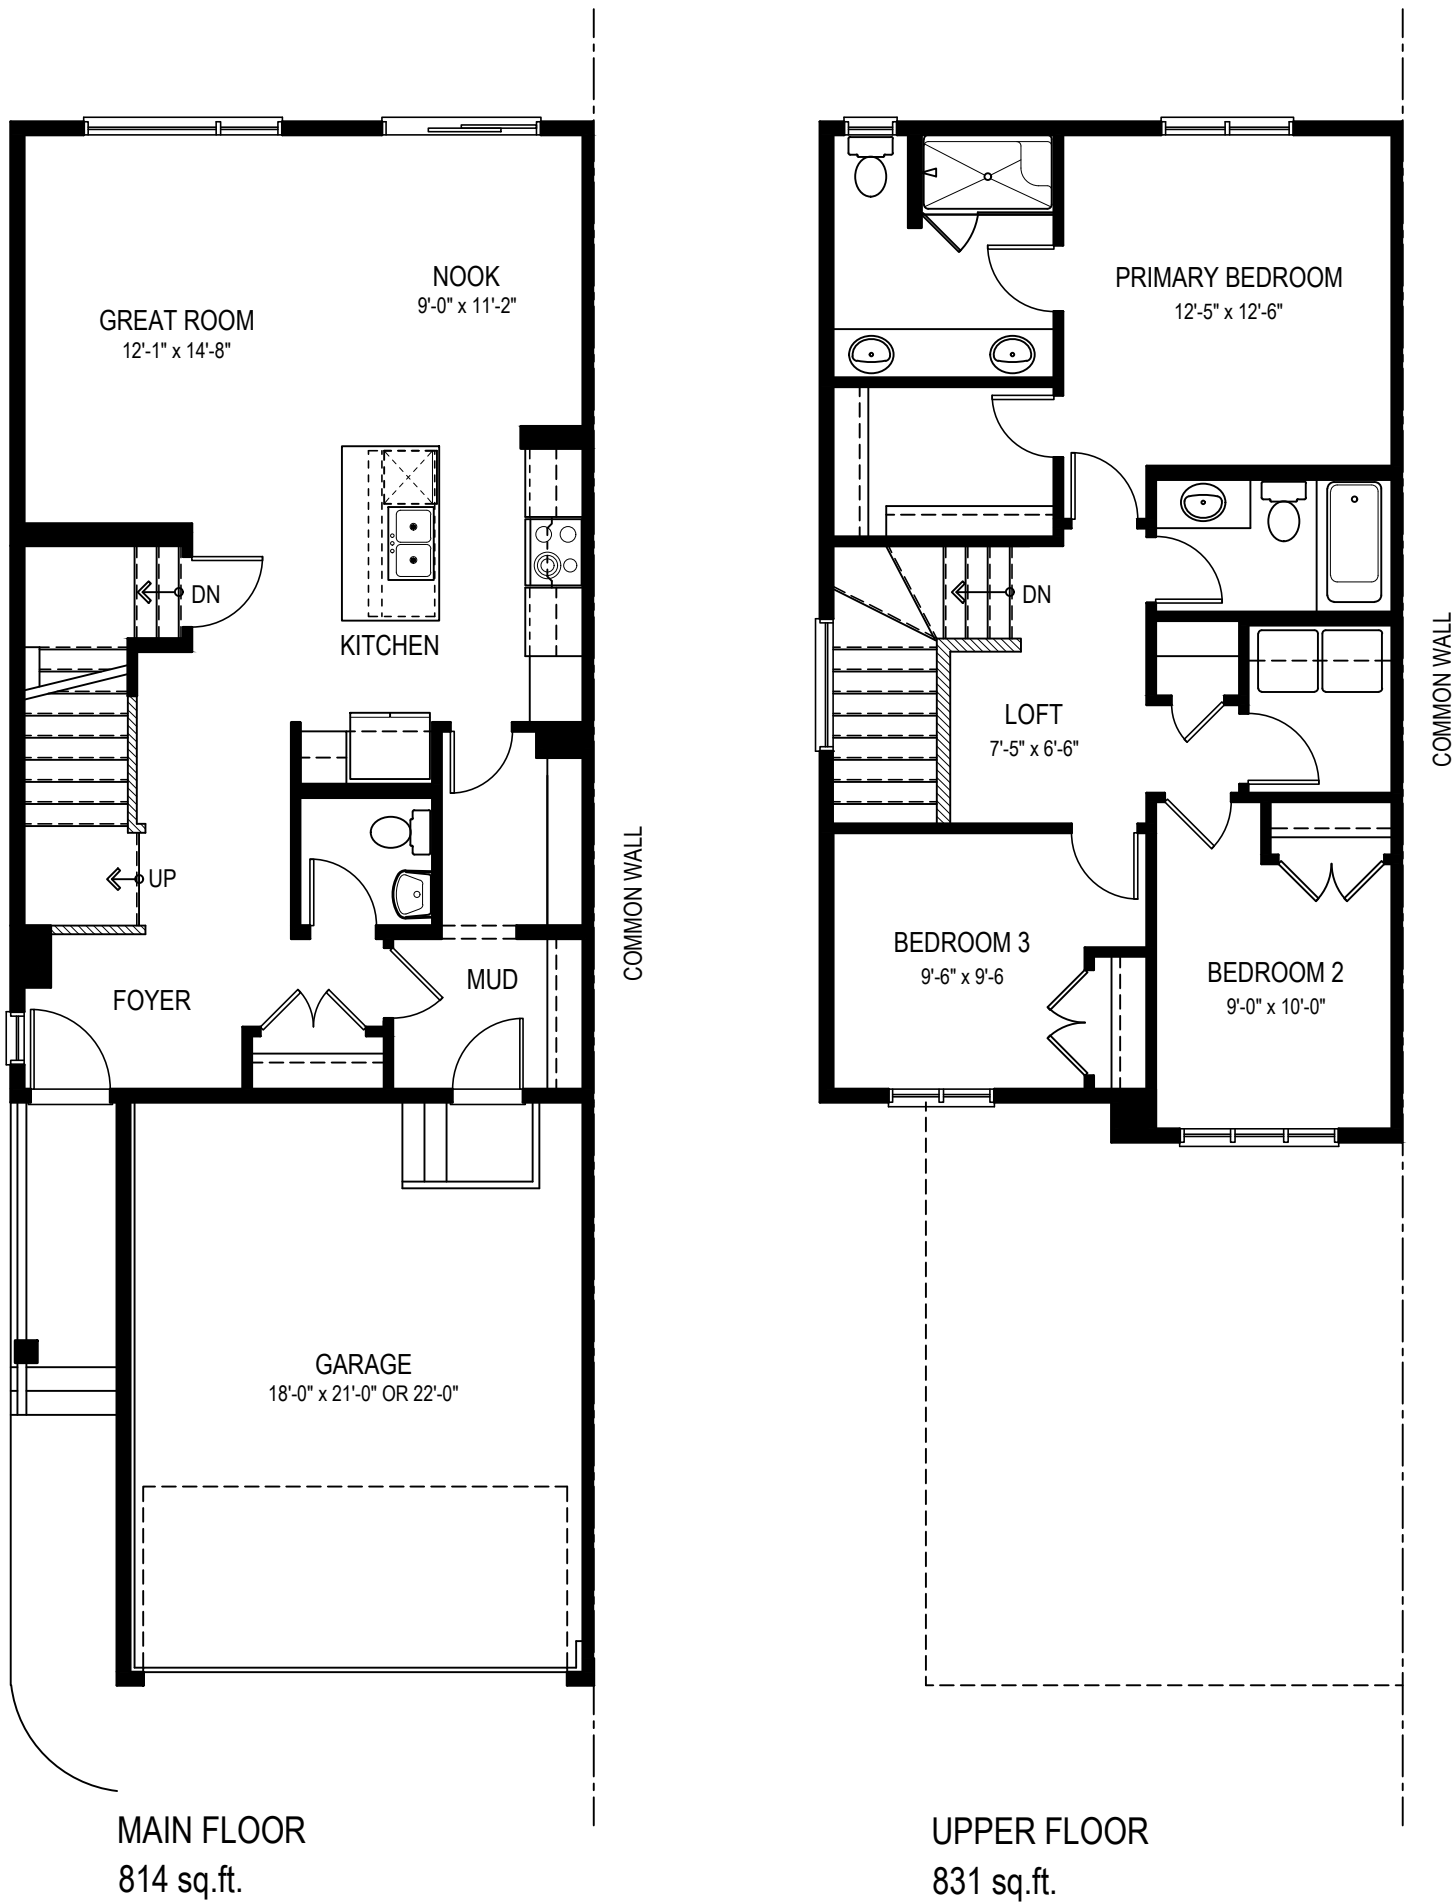 NOOK
9'-0" x 11'-2"
GREAT ROOM
12'-1" x 14'-8"
DN
KITCHEN
UP
MUD
FOYER
COMMON WALL
GARAGE
18'-0" x 21'-0" OR 22'-0"
MAIN FLOOR
814 sq.ft.
PRIMARY BEDROOM
12'-5" x 12'-6"
DN
LOFT
7'-5" x 6'-6"
COMMON WALL
BEDROOM 3
9'-6" x 9'-6
BEDROOM 2
9'-0" x 10'-0"
UPPER FLOOR
831 sq.ft.